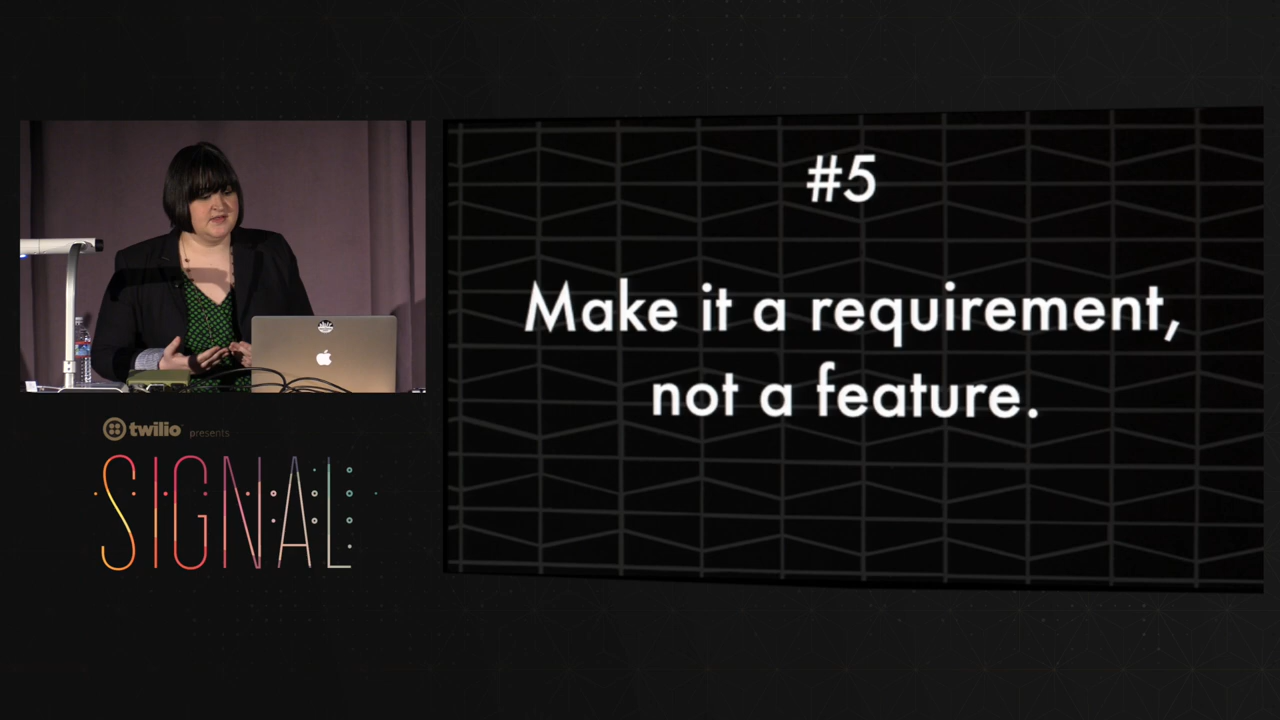 #5
Make it a requirement,
not a feature.
twilio presents
SIGNAL